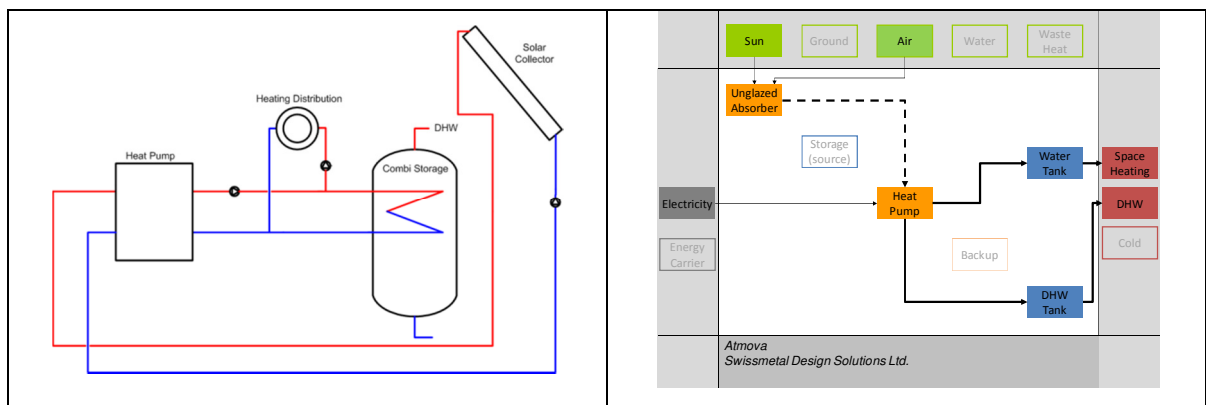 Solar
Collector
Heating Distribution
DHW
Heat Pump
Combi Storage
Sun
Ground
Air
Water
Waste
Heat
Unglazed
Absorber
Storage
(source)
Water
Tank
Space
Heating
Electricity
Heat
Pump
DHW
Energy
Carrier
Backup
Cold
DHW
Tank
Atmova
Swissmetal Design Solutions Ltd.